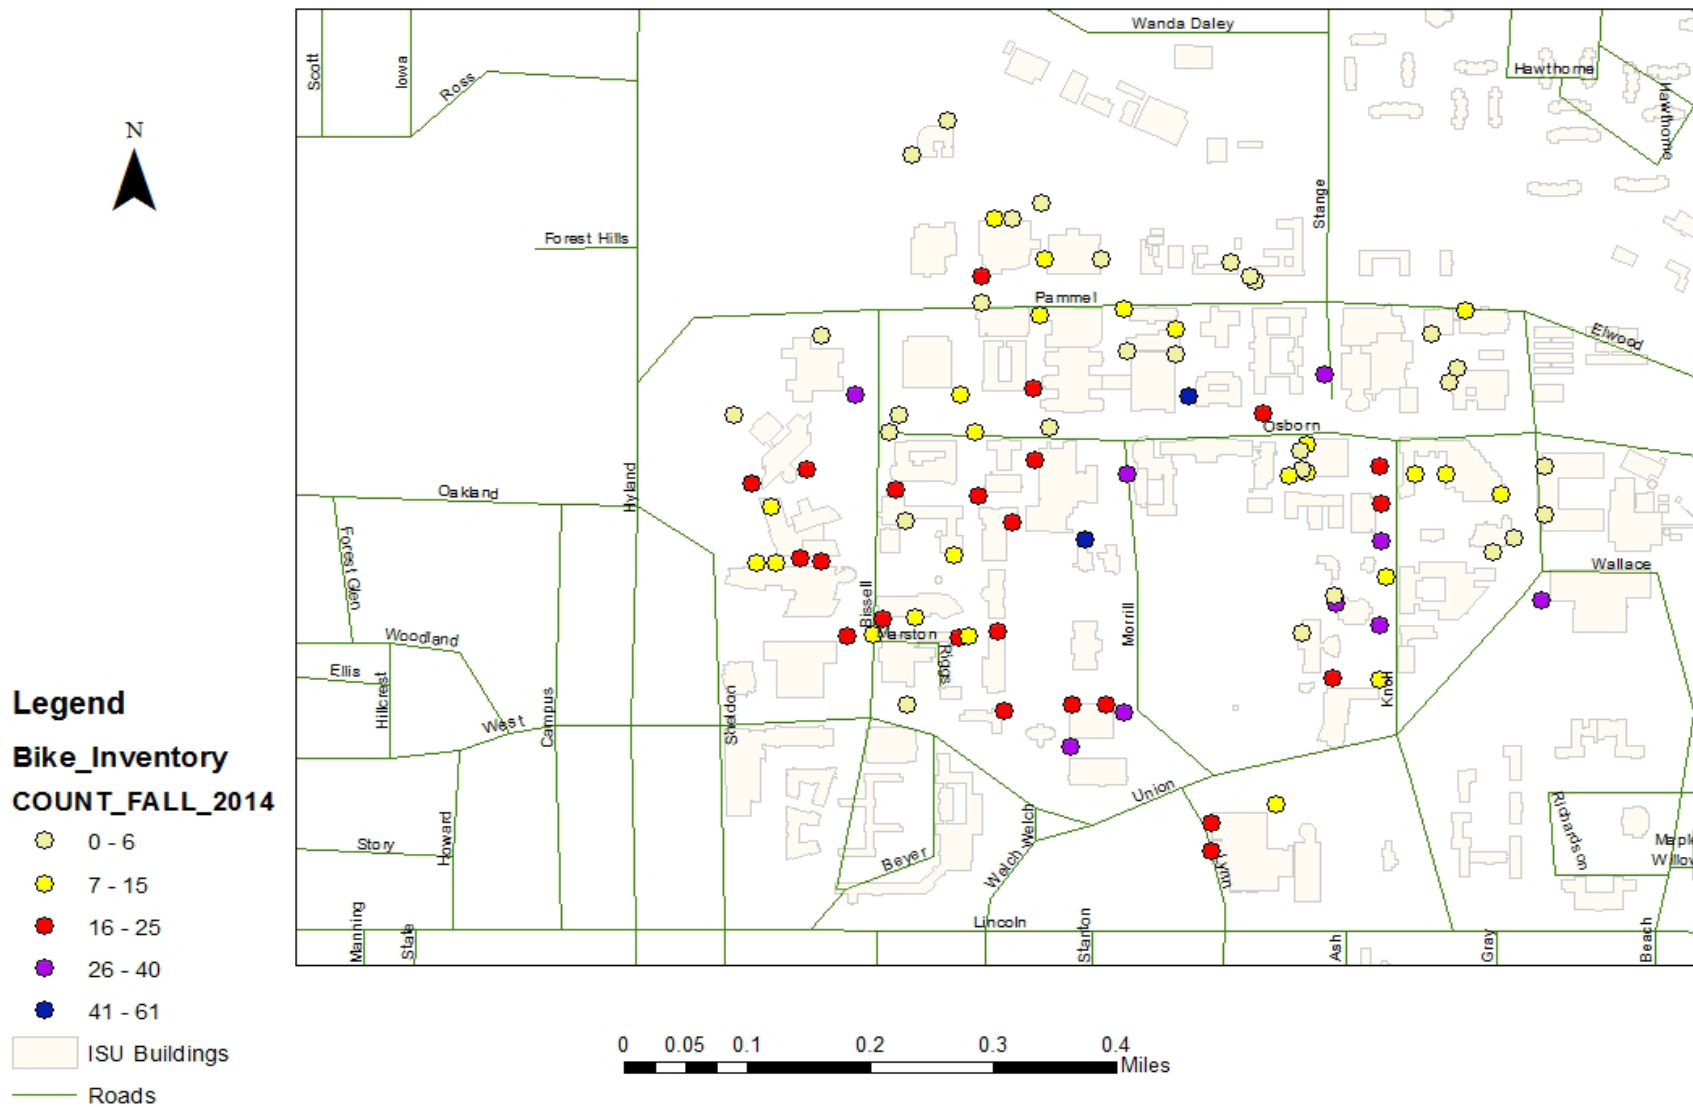 Wanda Daley
Scott
Iowa
Ross
Hawthorne
Hawthorne
N
Stange
Forest Hills
Pammel
Elwood
Osborn
Hyland
Oakland
Forest Glen
Wallace
Bissell
Marston
Morrill
Woodland
Riggs
Ellis
Hillcrest
Knoll
West
Campus
Sheldon
Union
Welch
Welch
Richardson
Howard
Story
Beyer
Lynn
Maple
Willow
Lincoln
Manning
State
Stanton
Ash
Gray
Beach
Legend
Bike_Inventory
COUNT_FALL_2014
0 - 6
7 - 15
16 - 25
26 - 40
41 - 61
ISU Buildings
Roads
0 0.05 0.1 0.2 0.3 0.4
Miles